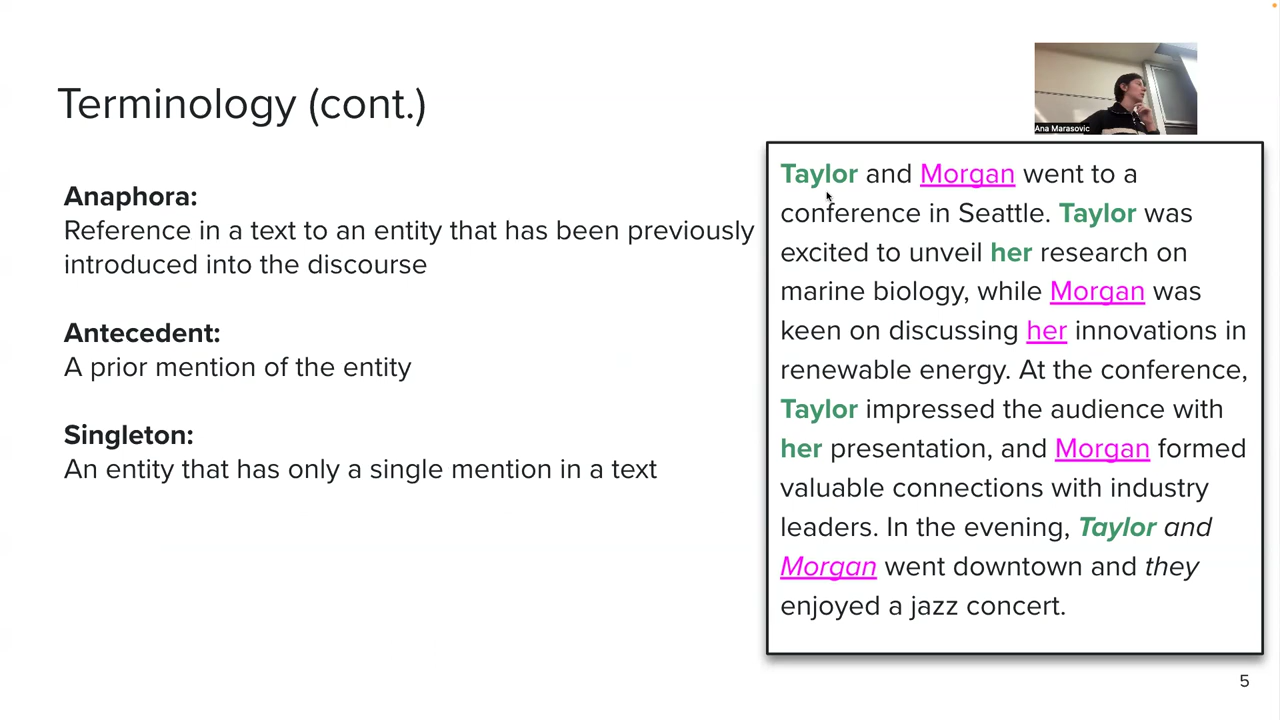 Terminology (cont.)
Ana Marasovic
Anaphora:
Reference in a text to an entity that has been previously
introduced into the discourse
Antecedent:
A prior mention of the entity
Singleton:
An entity that has only a single mention in a text
Taylor and Morgan went to a
conference in Seattle. Taylor was
excited to unveil her research on
marine biology, while Morgan was
keen on discussing her innovations in
renewable energy. At the conference,
Taylor impressed the audience with
her presentation, and Morgan formed
valuable connections with industry
leaders. In the evening, Taylor and
Morgan went downtown and they
enjoyed a jazz concert.
5